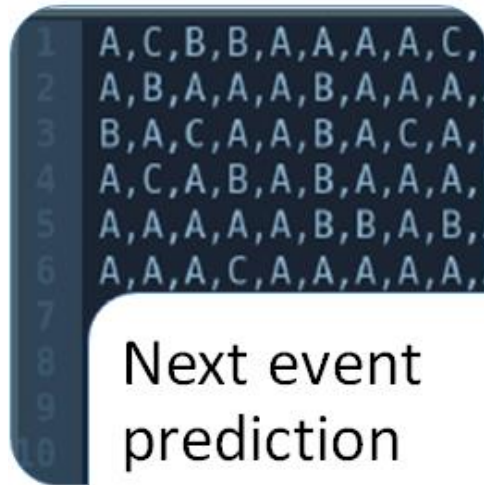 1 A,C,B,B,A,A,A,A,C,
2 A,B,A,A,A,B,A,A,A,
3 B,A,C,A,A,B,A,C,A,
4 A,C,A,B,A,B,A,A,A,
5 A,A,A,A,A,B,B,A,B,
6 A,A,A,C,A,A,A,A,A,
7
8
9
10
Next event
prediction